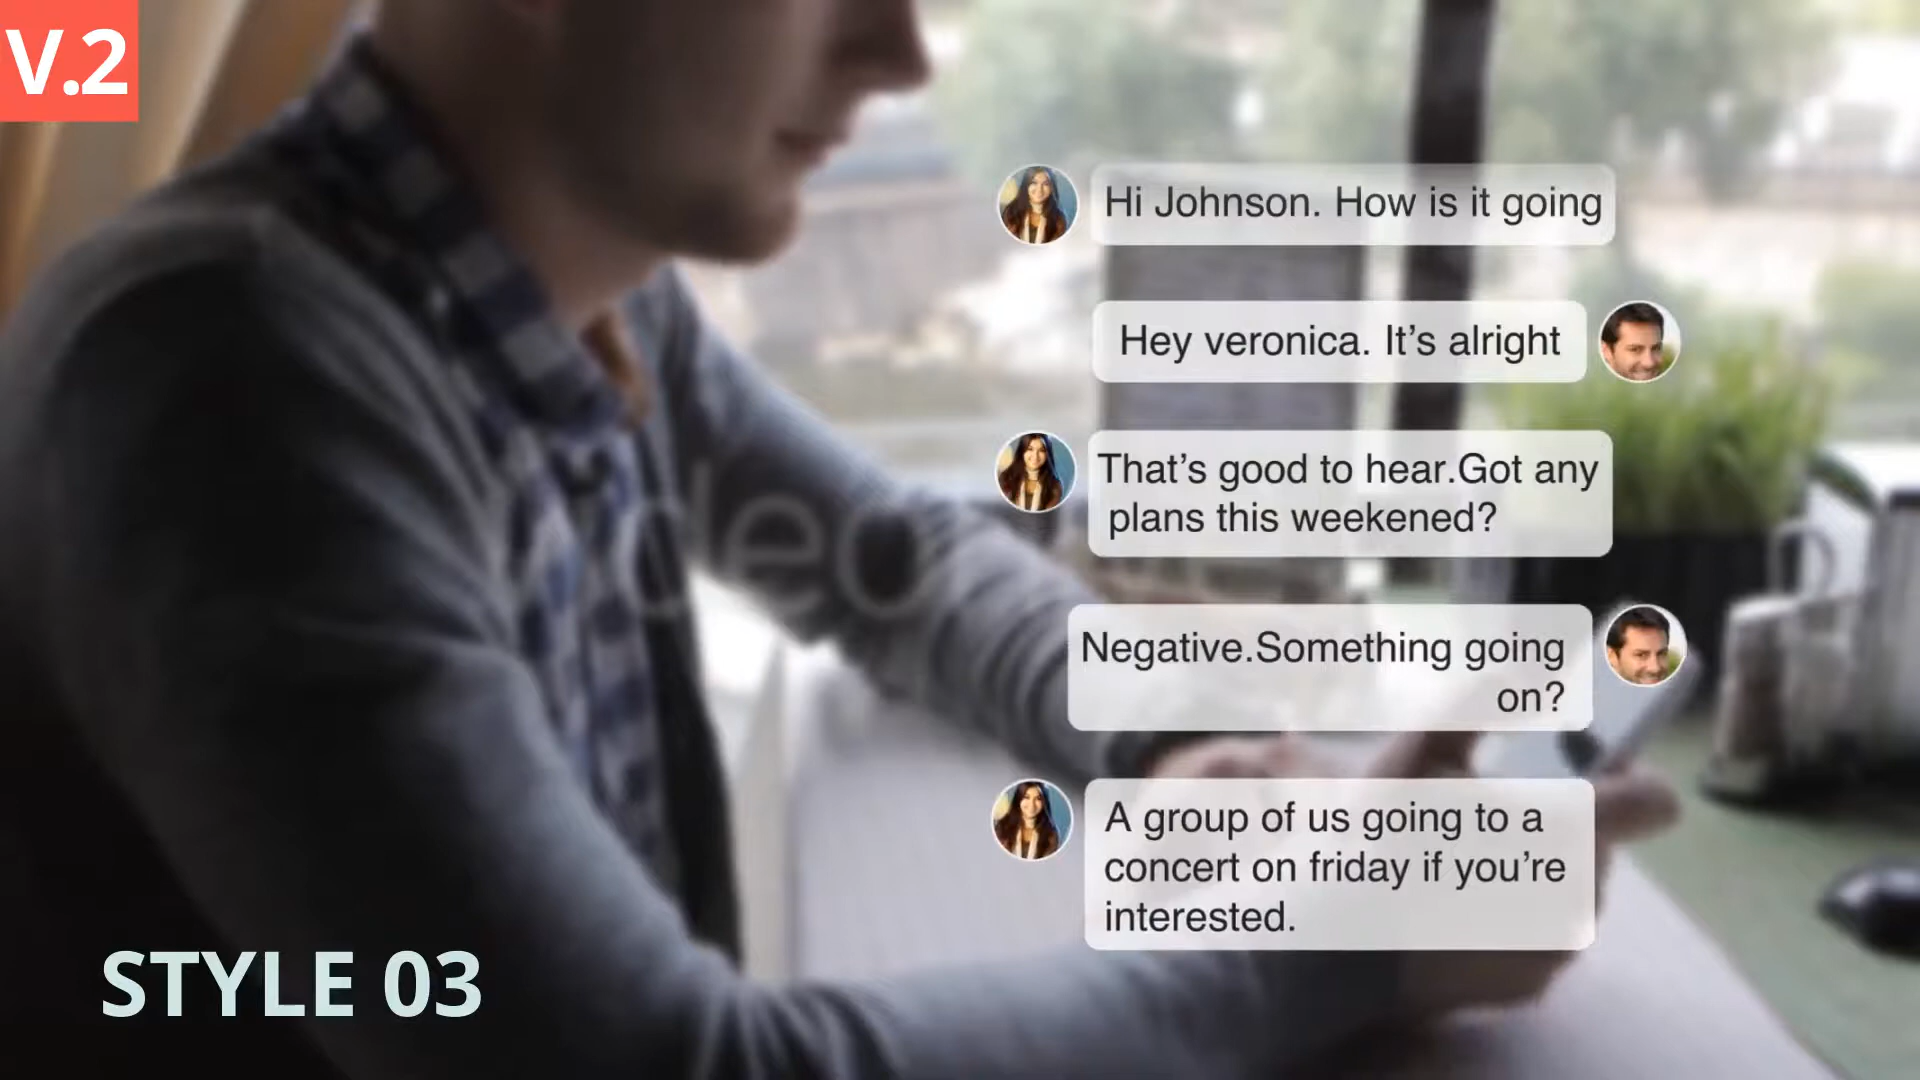 V.2
Hi Johnson. How is it going
Hey veronica. It’s alright
That’s good to hear.Got any
plans this weekened?
Negative.Something going
on?
A group of us going to a
concert on friday if you’re
interested.
deo
STYLE 03